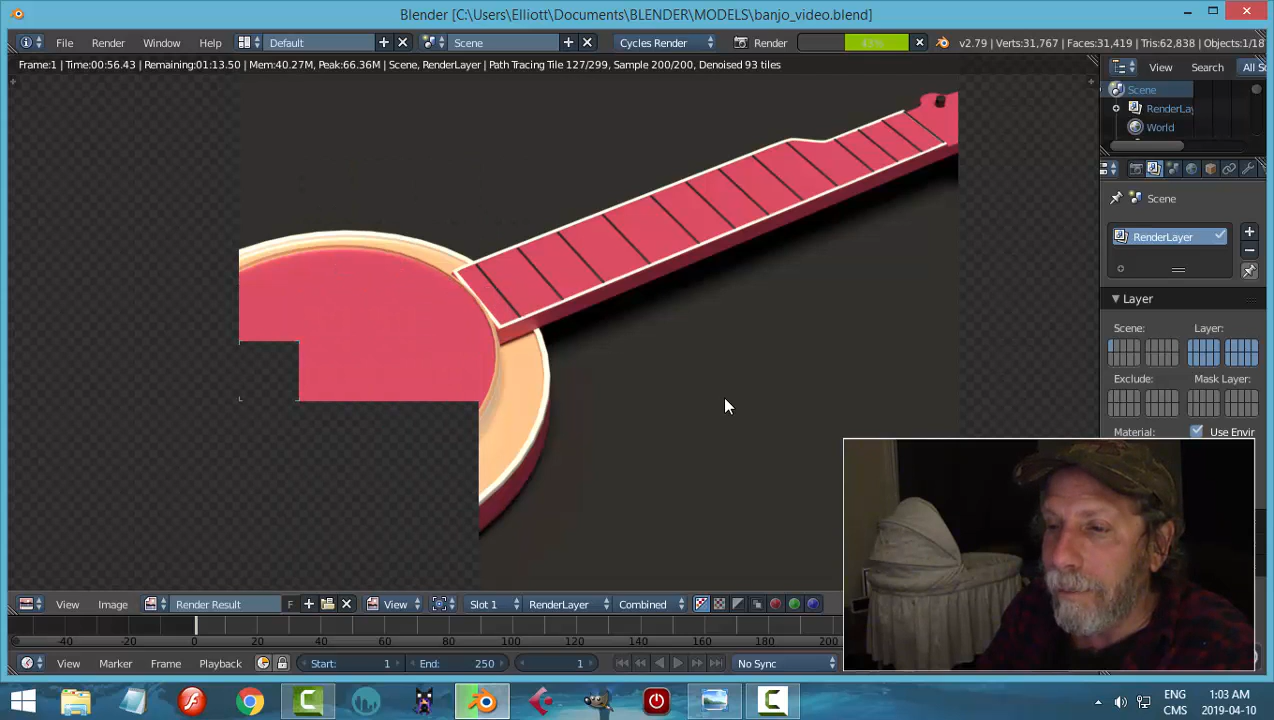 Blender [C:\Users\Elliott\Documents\BLENDER\MODELS\banjo_video.blend]
File Render Window Help Default Scene Cycles Render Render 43% v2.79 | Verts:31,767 | Faces:31,419 | Tris:62,838 | Objects:1/18
Frame:1 | Time:00:56.43 | Remaining:01:13.50 | Mem:40.27M, Peak:66.36M | Scene, RenderLayer | Path Tracing Tile 127/299, Sample 200/200, Denoised 93 tiles
View Search All Sc
Scene
RenderLay
World
Scene
RenderLayer
Layer
Scene: Layer:
Exclude: Mask Layer:
Material: Use Envir
View Image Render Result F View Slot 1 RenderLayer Combined
-40 -20 0 20 40 60 80 100 120 140 160 180 200
Marker View Frame Playback Start: 1 End: 250 1 No Sync
ENG 1:03 AM
CMS 2019-04-10